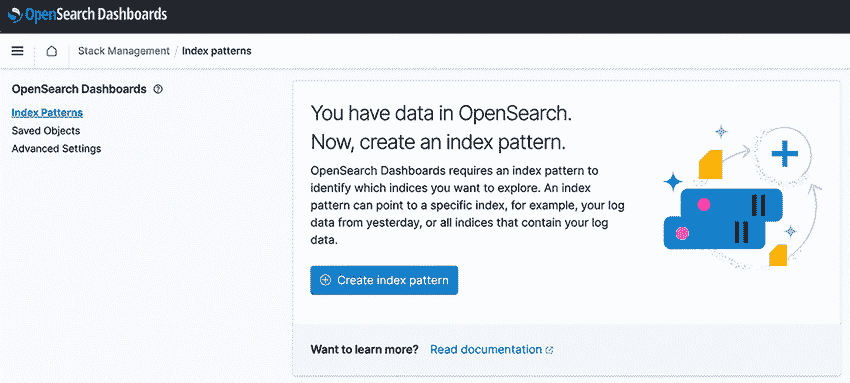 OpenSearch Dashboards
Stack Management / Index patterns
OpenSearch Dashboards
Index Patterns
Saved Objects
Advanced Settings
You have data in OpenSearch.
Now, create an index pattern.
OpenSearch Dashboards requires an index pattern to
identify which indices you want to explore. An index
pattern can point to a specific index, for example, your log
data from yesterday, or all indices that contain your log
data.
Create index pattern
Want to learn more? Read documentation